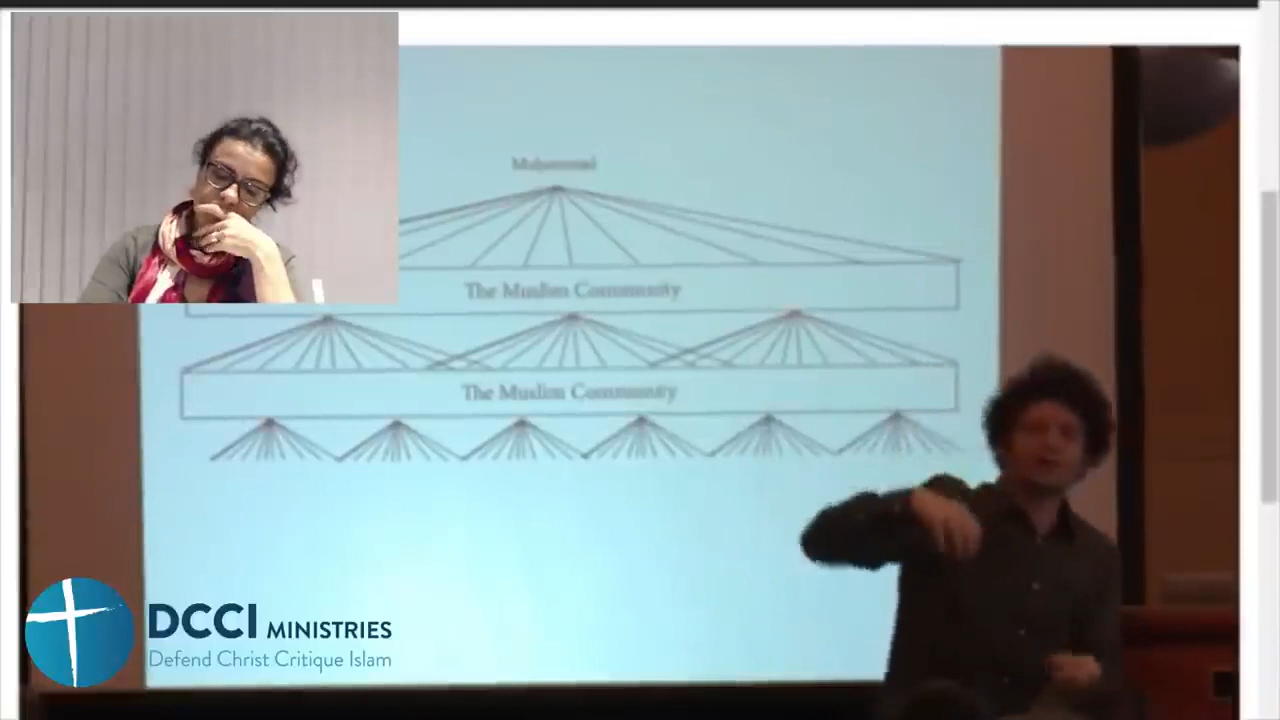 Muhammad
The Muslim Community
The Muslim Community
DCCI MINISTRIES
Defend Christ Critique Islam